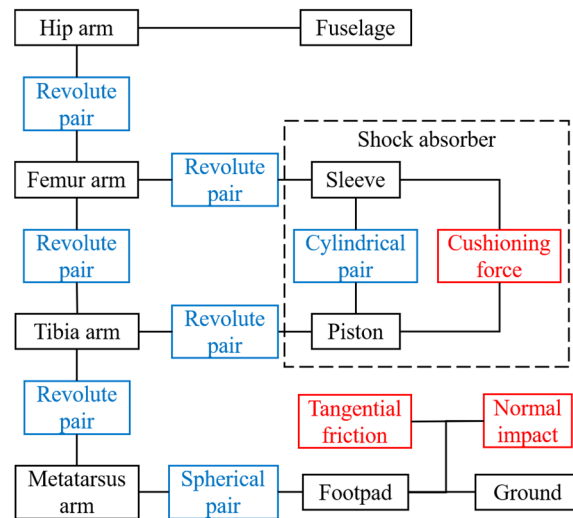 Hip arm
Fuselage
Revolute
pair
Shock absorber
Femur arm
Revolute
pair
Sleeve
Revolute
pair
Cylindrical
pair
Cushioning
force
Tibia arm
Revolute
pair
Piston
Revolute
pair
Tangential
friction
Normal
impact
Metatarsus
arm
Spherical
pair
Footpad
Ground